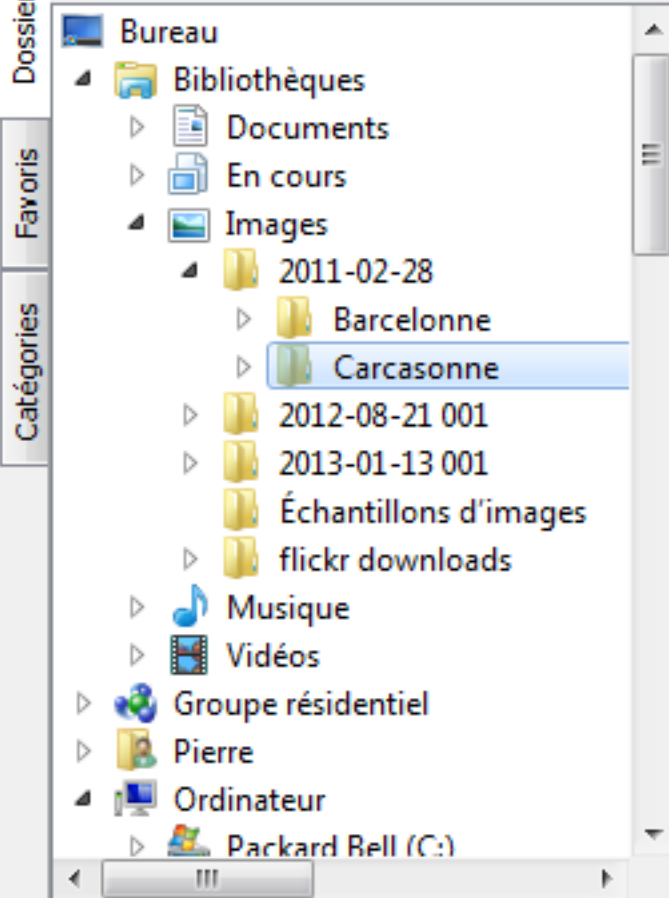 Dossier
Favoris
Catégories
Bureau
Bibliothèques
Documents
En cours
Images
2011-02-28
Barcelonne
Carcasonne
2012-08-21 001
2013-01-13 001
Échantillons d'images
flickr downloads
Musique
Vidéos
Groupe résidentiel
Pierre
Ordinateur
Packard Bell (C:)